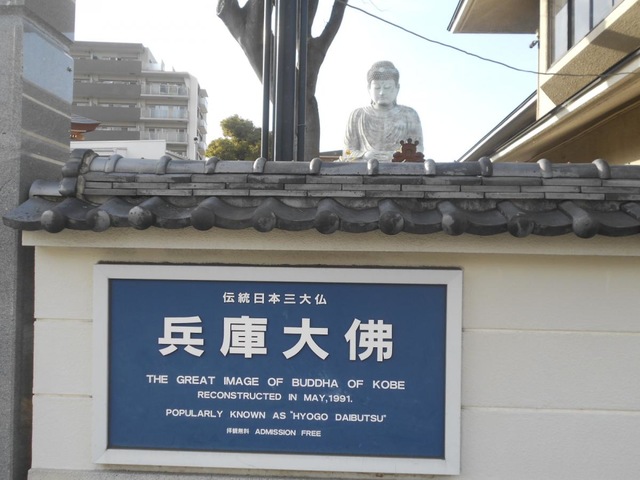 伝統日本三大仏
兵庫大佛
THE GREAT IMAGE OF BUDDHA OF KOBE
RECONSTRUCTED IN MAY,1991.
POPULARLY KNOWN AS "HYOGO DAIBUTSU"
拝観無料 ADMISSION FREE